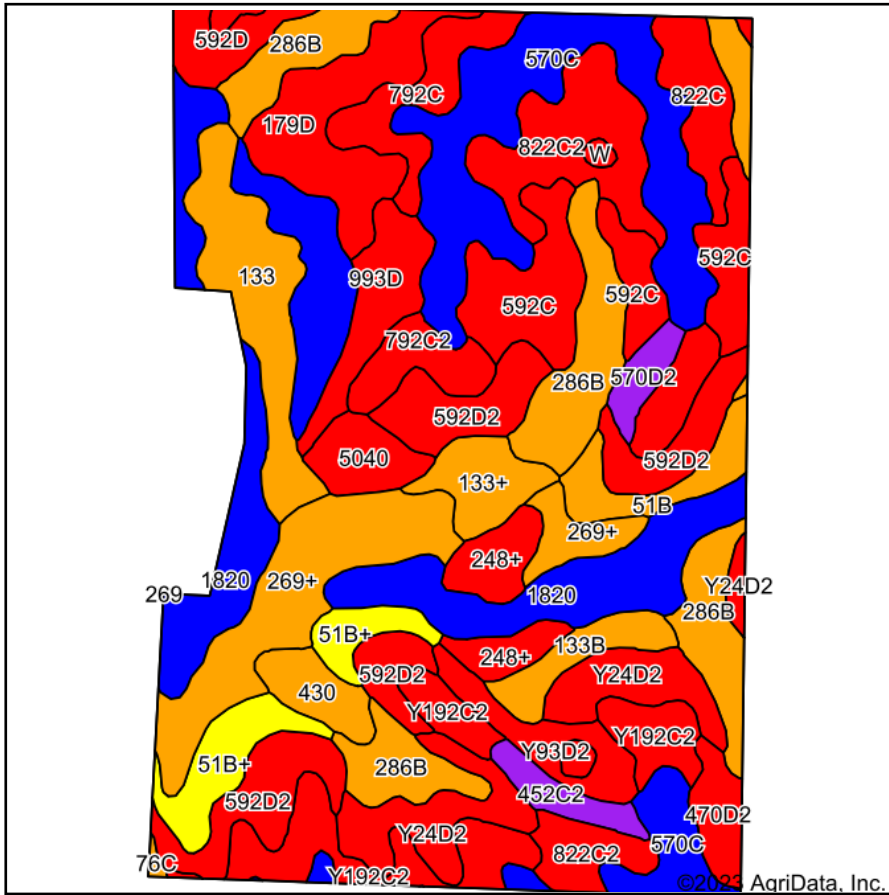 592D
286B
570C
792C
822C
179D
822C2
W
592C
133
993D
592C
592C
792C2
286B
570D2
592D2
5040
592D2
133+
51B
269+
248+
269
1820
269+
1820
Y24D2
286B
51B+
133B
248+
592D2
Y24D2
430
Y192C2
Y192C2
Y93D2
51B+
286B
452C2
592D2
470D2
Y24D2
570C
822C2
76C
Y192C2
©2023 AgriData, Inc.